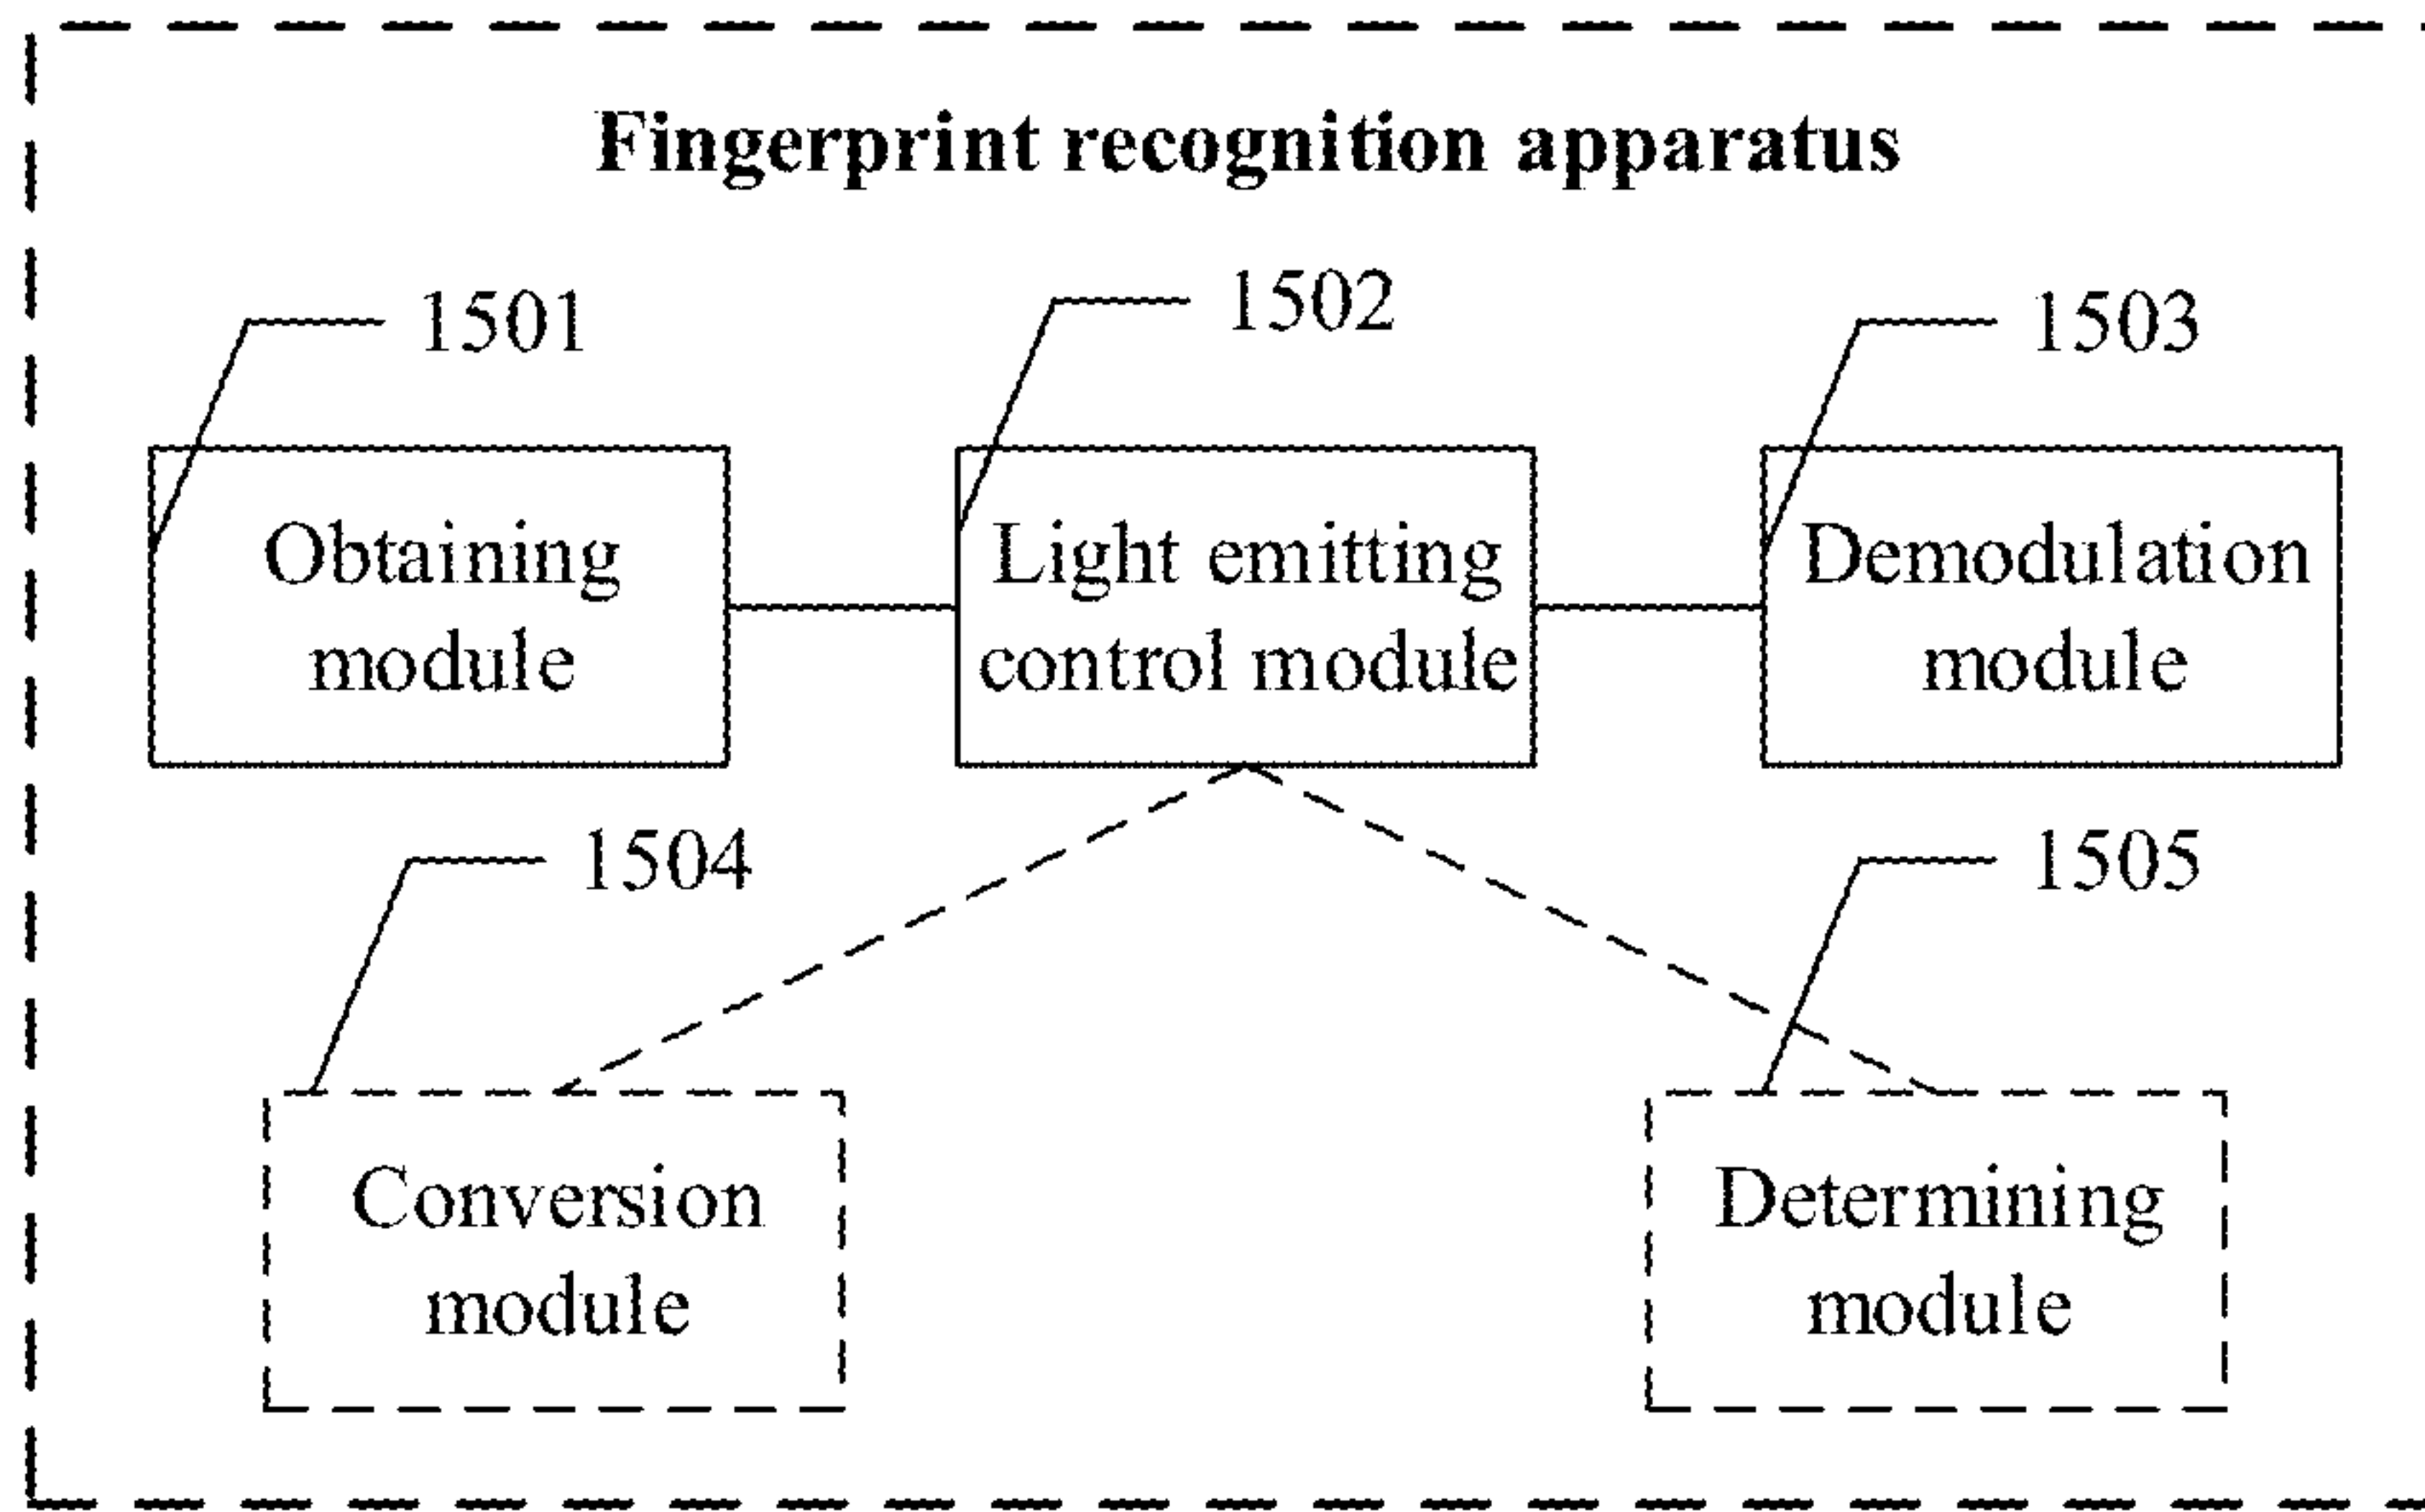 Fingerprint recognition apparatus
1501
1502
1503
Obtaining
module
Light emitting
control module
Demodulation
module
1504
1505
Conversion
module
Determining
module